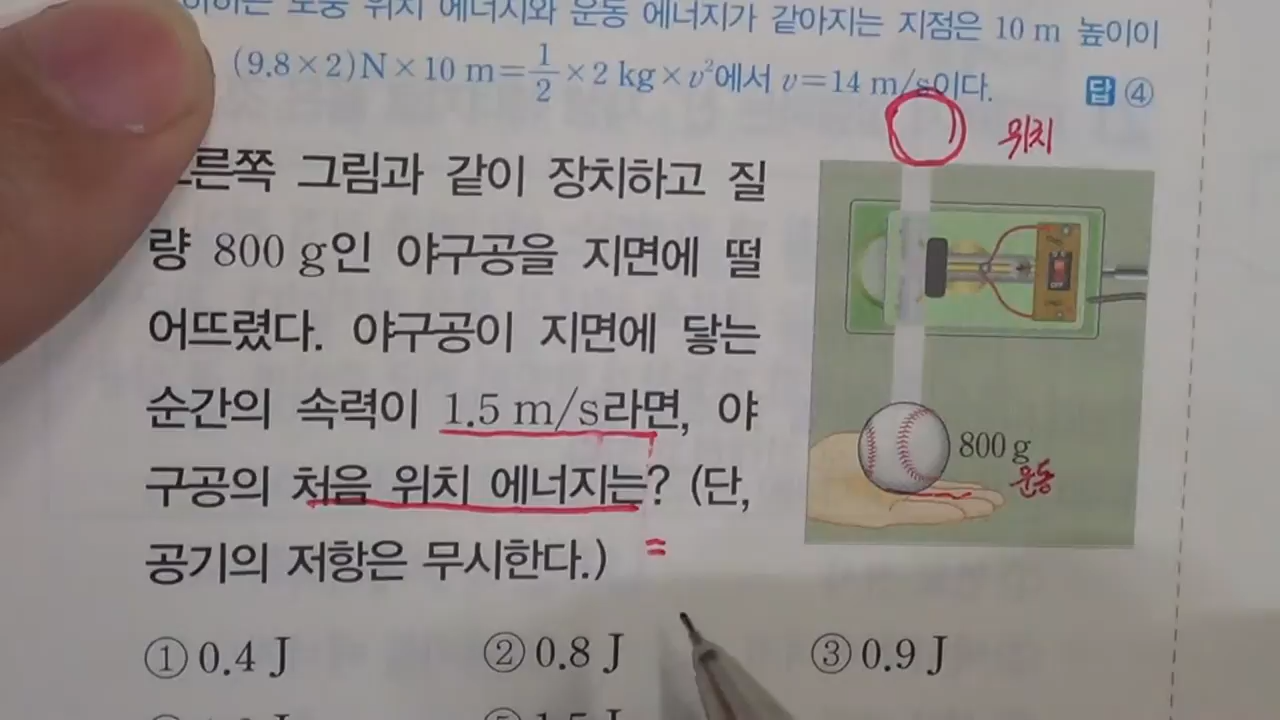 도중 위치 에너지와 운동 에너지가 같아지는 지점은 10 m 높이이
(9.8×2)N×10 m=1/2×2 kg×v²에서 v=14 m/s이다. 답 ④
위치
른쪽 그림과 같이 장치하고 질
량 800 g인 야구공을 지면에 떨
어뜨렸다. 야구공이 지면에 닿는
순간의 속력이 1.5 m/s라면, 야
구공의 처음 위치 에너지는? (단,
공기의 저항은 무시한다.)
=
800 g
운동
① 0.4 J ② 0.8 J ③ 0.9 J